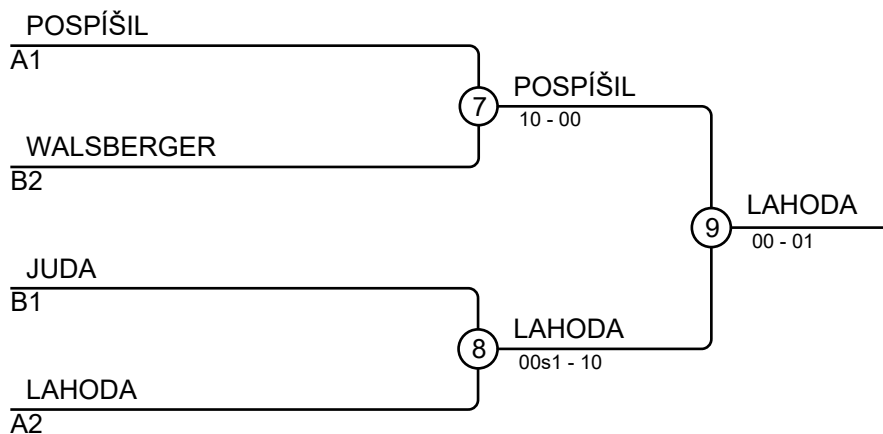 POSPÍŠIL
A1
7
POSPÍŠIL
10 - 00
WALSBERGER
B2
9
LAHODA
00 - 01
JUDA
B1
8
LAHODA
00s1 - 10
LAHODA
A2